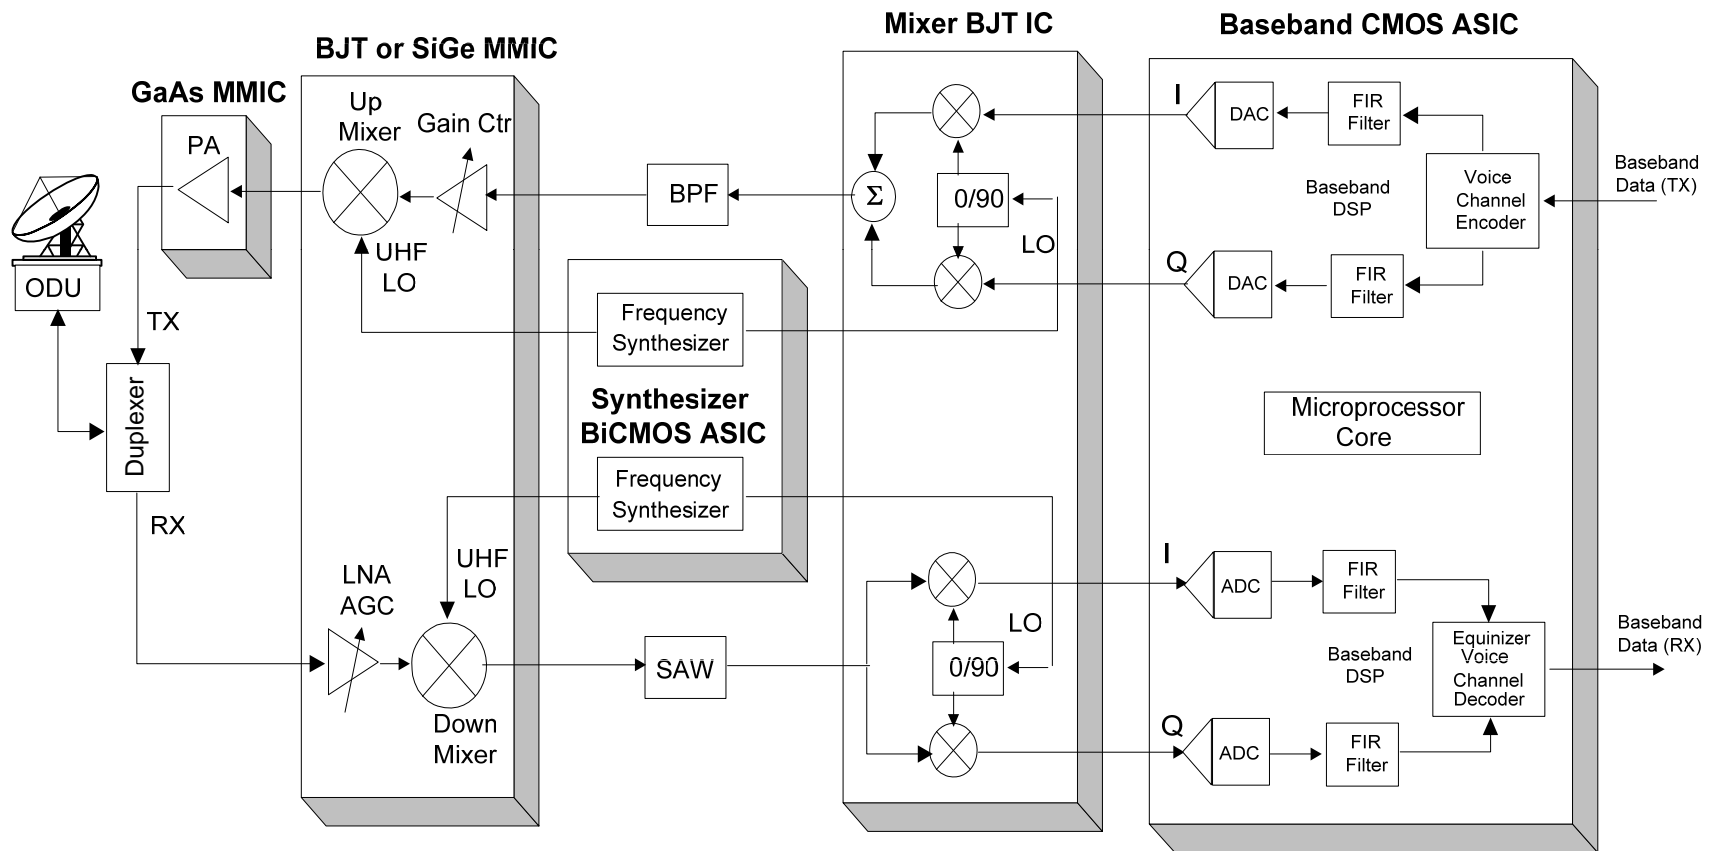 Mixer BJT IC
Baseband CMOS ASIC
BJT or SiGe MMIC
GaAs MMIC
Up
Mixer
Gain Ctr
PA
UHF
LO
BPF
Σ
0/90
LO
I
DAC
FIR
Filter
Voice
Channel
Encoder
Baseband
DSP
Baseband
Data (TX)
Q
DAC
FIR
Filter
ODU
TX
Duplexer
RX
Frequency
Synthesizer
Synthesizer
BiCMOS ASIC
Frequency
Synthesizer
Microprocessor
Core
LNA
AGC
UHF
LO
Down
Mixer
SAW
0/90
LO
I
ADC
FIR
Filter
Baseband
DSP
Equinizer
Voice
Channel
Decoder
Baseband
Data (RX)
Q
ADC
FIR
Filter